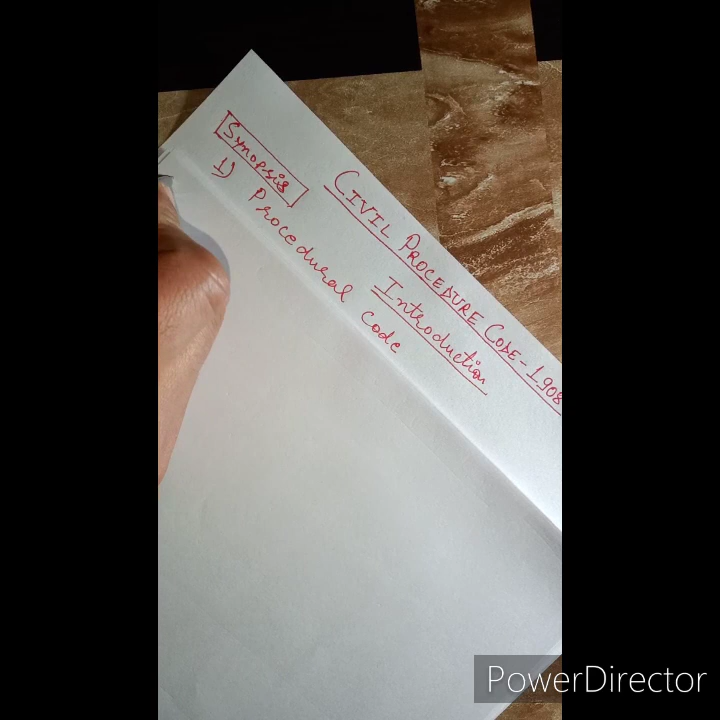 CIVIL PROCEDURE CODE-1908
Introduction
Synopsis
1) Procedural code
PowerDirector